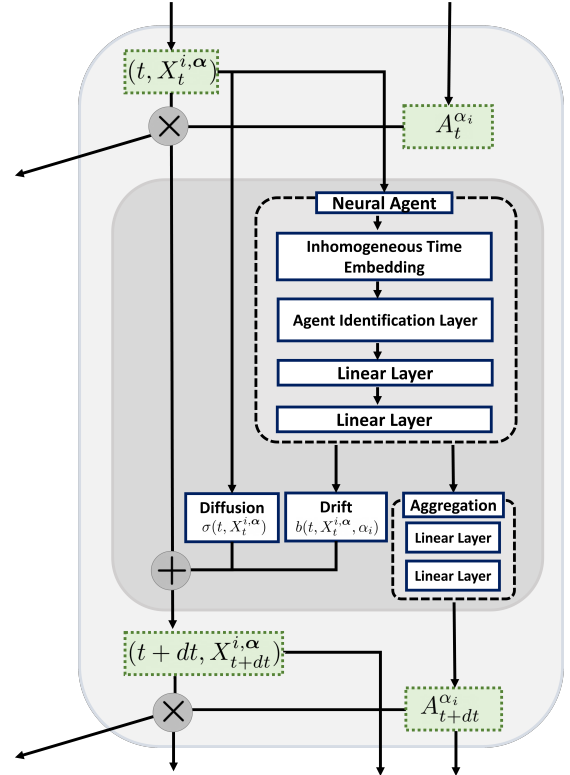 (t, X_t^{i,α})
A_t^{α_i}
Neural Agent
Inhomogeneous Time
Embedding
Agent Identification Layer
Linear Layer
Linear Layer
Diffusion
σ(t, X_t^{i,α})
Drift
b(t, X_t^{i,α}, α_i)
Aggregation
Linear Layer
Linear Layer
(t + dt, X_{t+dt}^{i,α})
A_{t+dt}^{α_i}